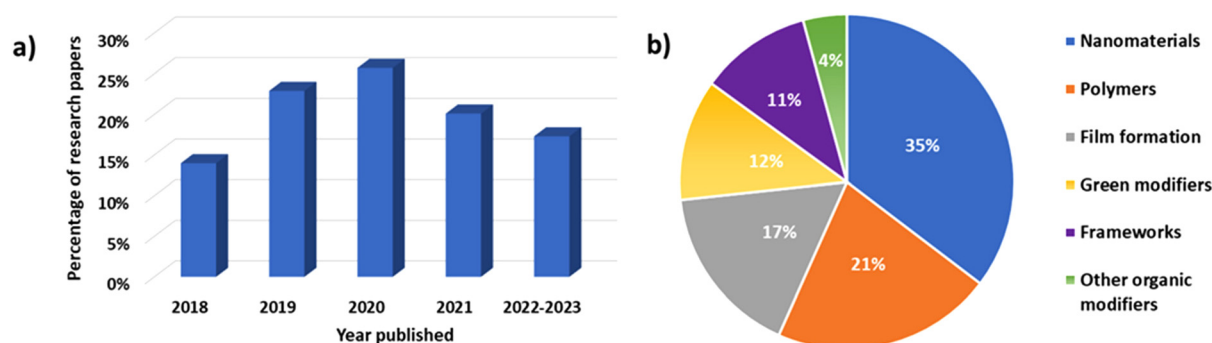 a)
Percentage of research papers
30%
25%
20%
15%
10%
5%
0%
2018 2019 2020 2021 2022-2023
Year published
b)
4%
11%
35%
12%
17%
21%
Nanomaterials
Polymers
Film formation
Green modifiers
Frameworks
Other organic
modifiers